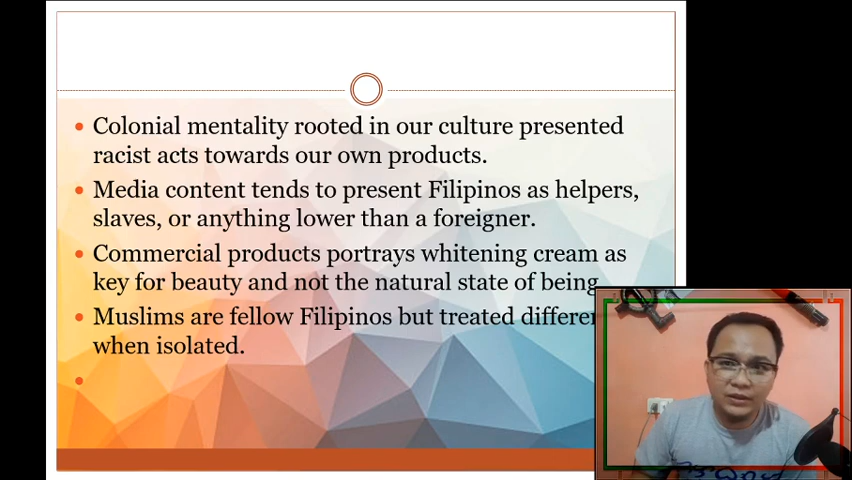 Colonial mentality rooted in our culture presented
racist acts towards our own products.
Media content tends to present Filipinos as helpers,
slaves, or anything lower than a foreigner.
Commercial products portrays whitening cream as
key for beauty and not the natural state of being
Muslims are fellow Filipinos but treated
when isolated.